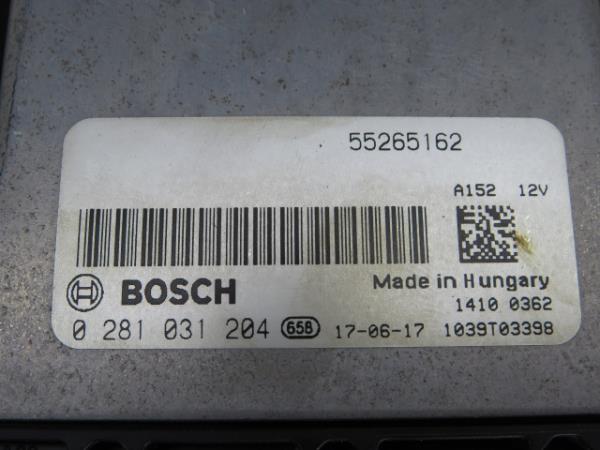 55265162
A152 12V
BOSCH
Made in Hungary
1410 0362
0 281 031 204 658 17-06-17 1039T03398